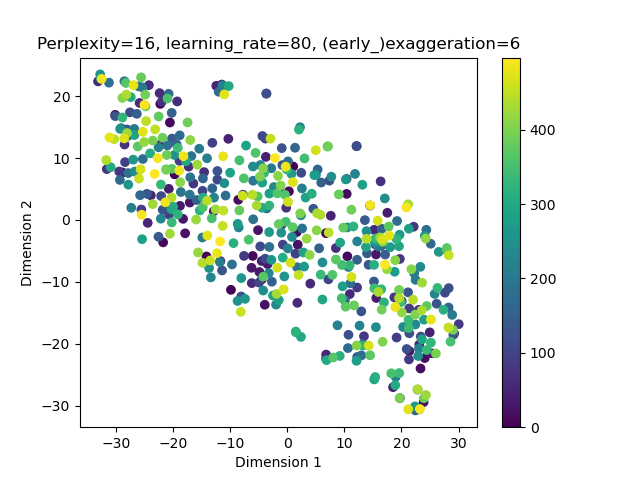 Perplexity=16, learning_rate=80, (early_)exaggeration=6
20
10
0
−10
−20
−30
Dimension 2
−30 −20 −10 0 10 20 30
Dimension 1
400
300
200
100
0